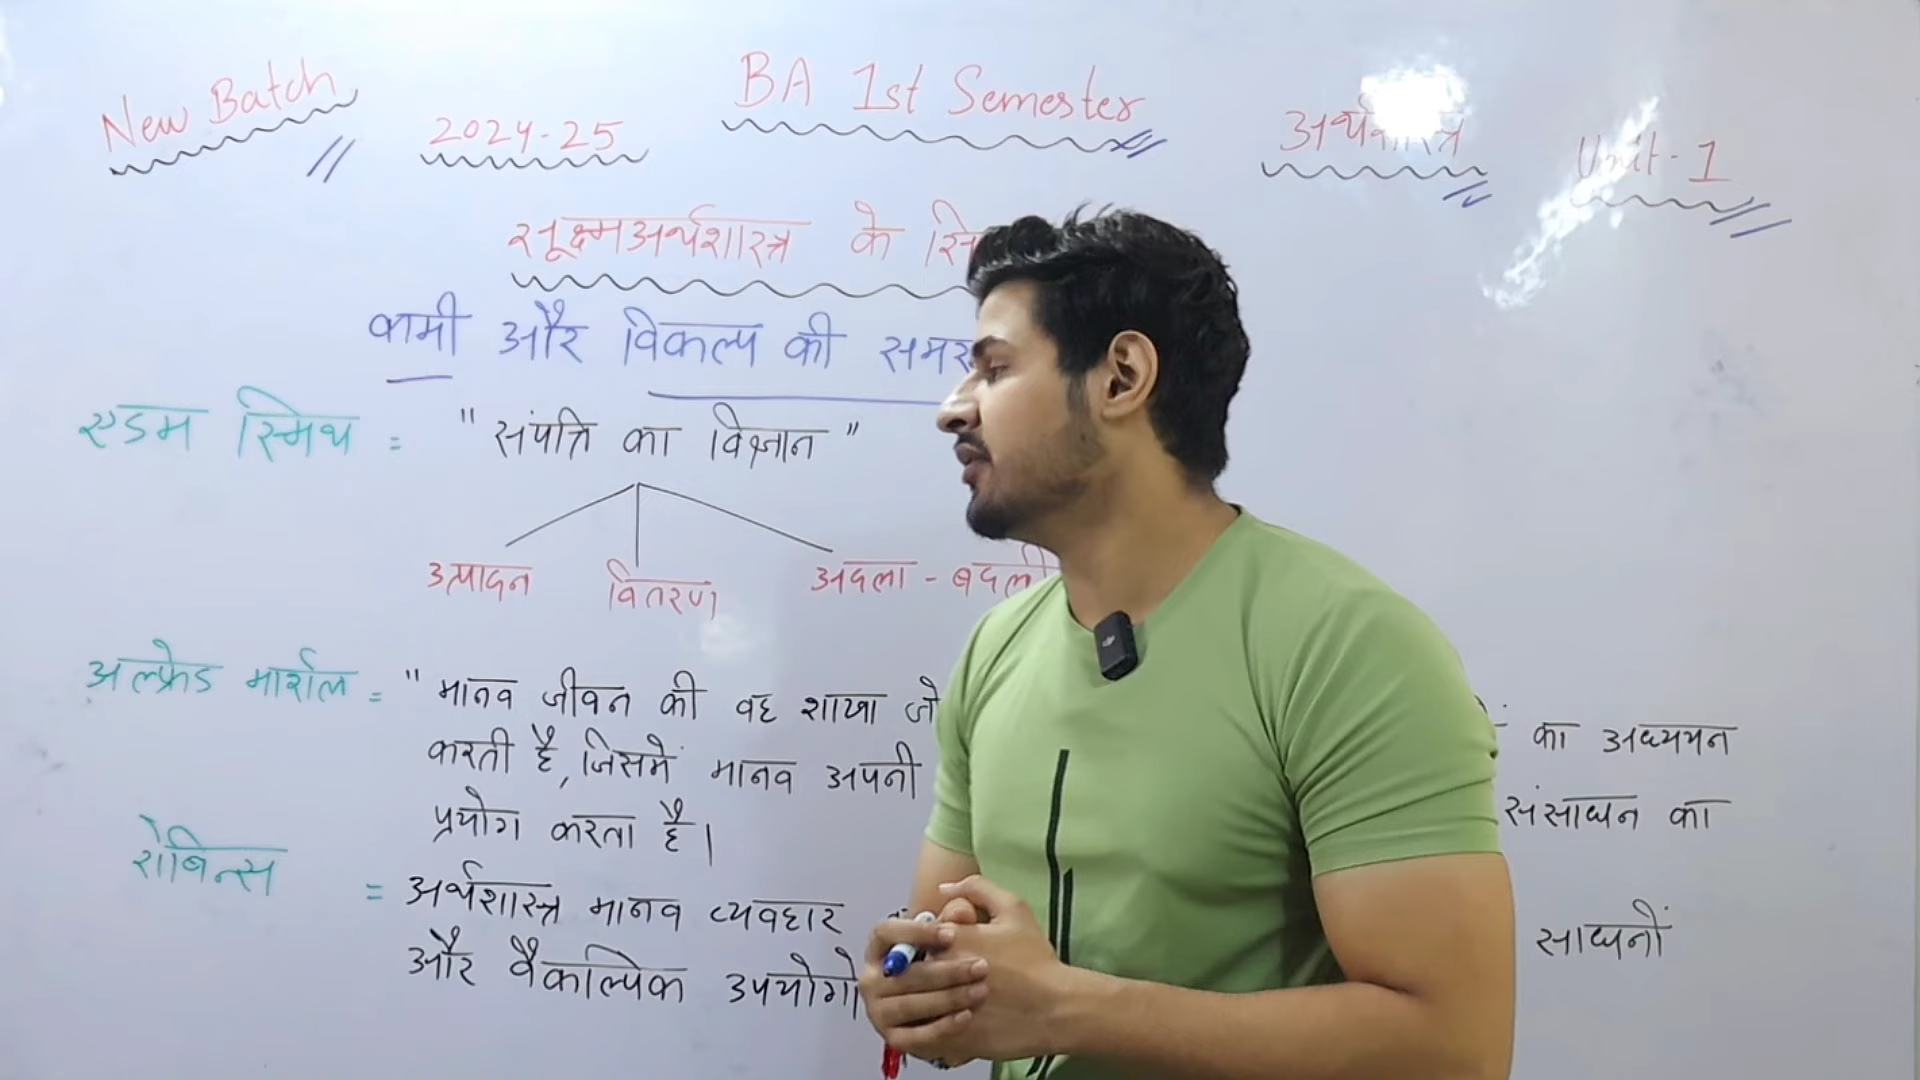 New Batch 2024-25 BA 1st Semester अर्थशास्त्र Unit-1
सूक्ष्मअर्थशास्त्र के
कमी और विकल्प की
एडम स्मिथ = "संपत्ति का विज्ञान"
उत्पादन वितरण अदला-बदली
अल्फ्रेड मार्शल = "मानव जीवन की वह शाखा जो का अध्ययन
करती है, जिसमें मानव अपनी संसाधन का
प्रयोग करता है।
रोबिन्स = अर्थशास्त्र मानव व्यवहार साधनों
और वैकल्पिक उपयोगो